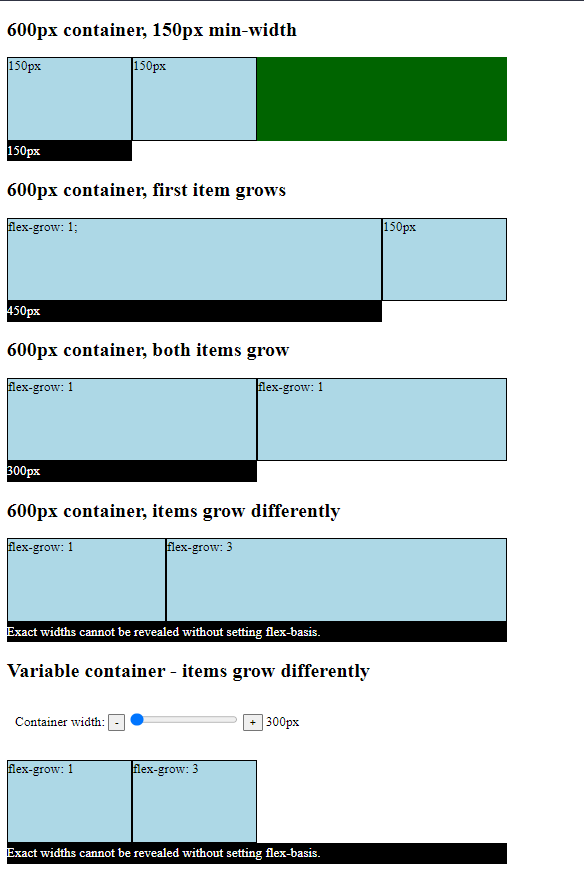 600px container, 150px min-width
150px 150px
150px
600px container, first item grows
flex-grow: 1; 150px
450px
600px container, both items grow
flex-grow: 1 flex-grow: 1
300px
600px container, items grow differently
flex-grow: 1 flex-grow: 3
Exact widths cannot be revealed without setting flex-basis.
Variable container - items grow differently
Container width: - + 300px
flex-grow: 1 flex-grow: 3
Exact widths cannot be revealed without setting flex-basis.